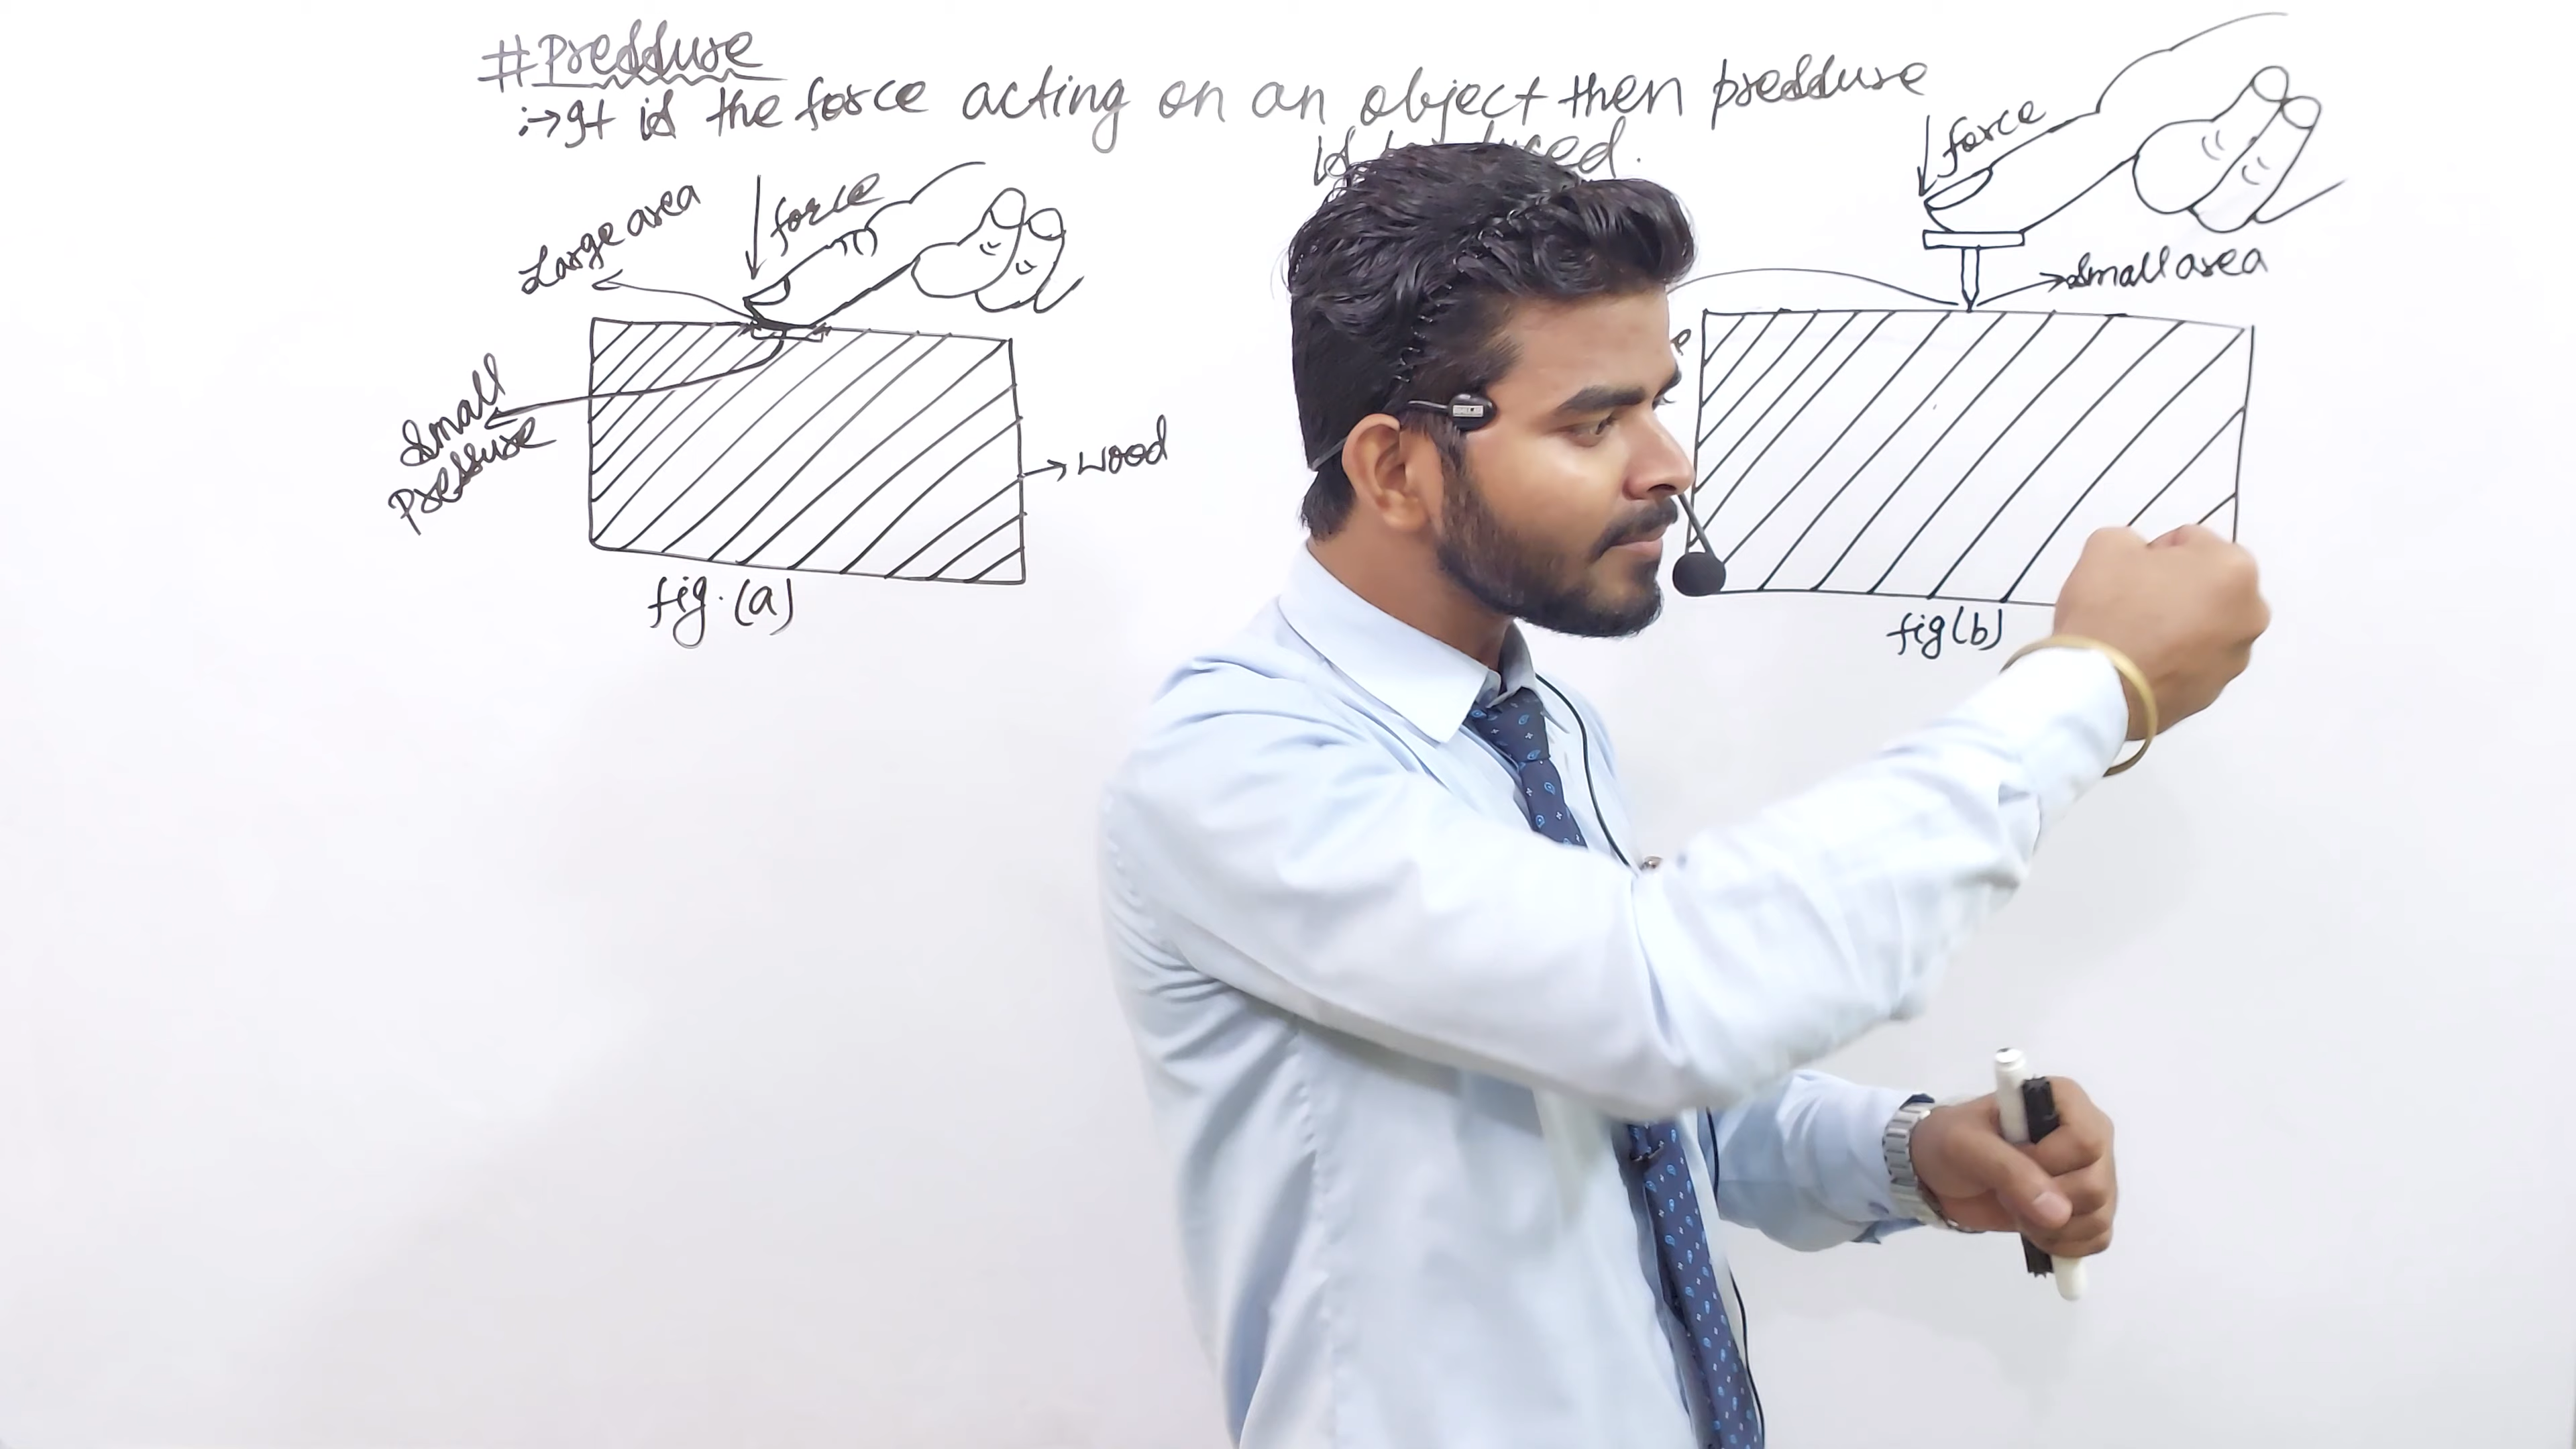 # Pressure
:→ It is the force acting on an object then pressure
is
Large area
force
Small
Pressure
wood
fig.(a)
force
Small area
fig(b)